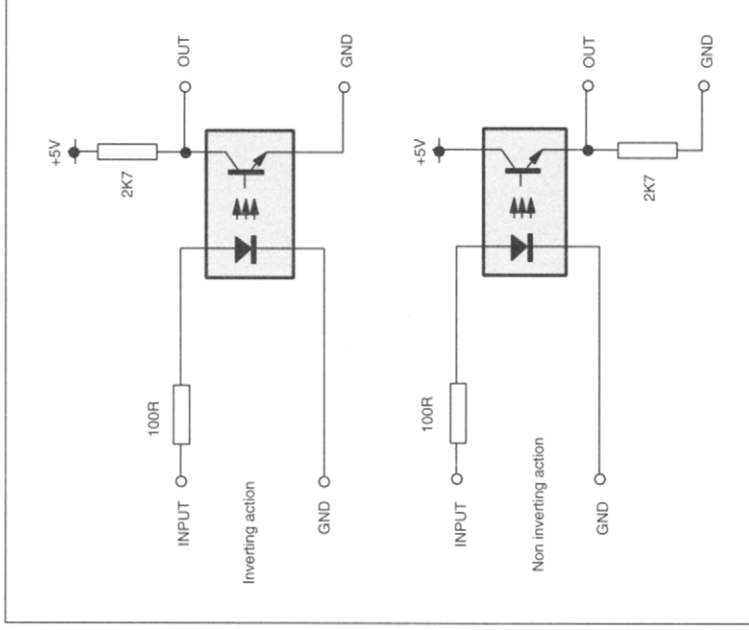 +5V
2K7
OUT
GND
100R
INPUT
Inverting action
GND
+5V
OUT
GND
2K7
100R
INPUT
Non inverting action
GND